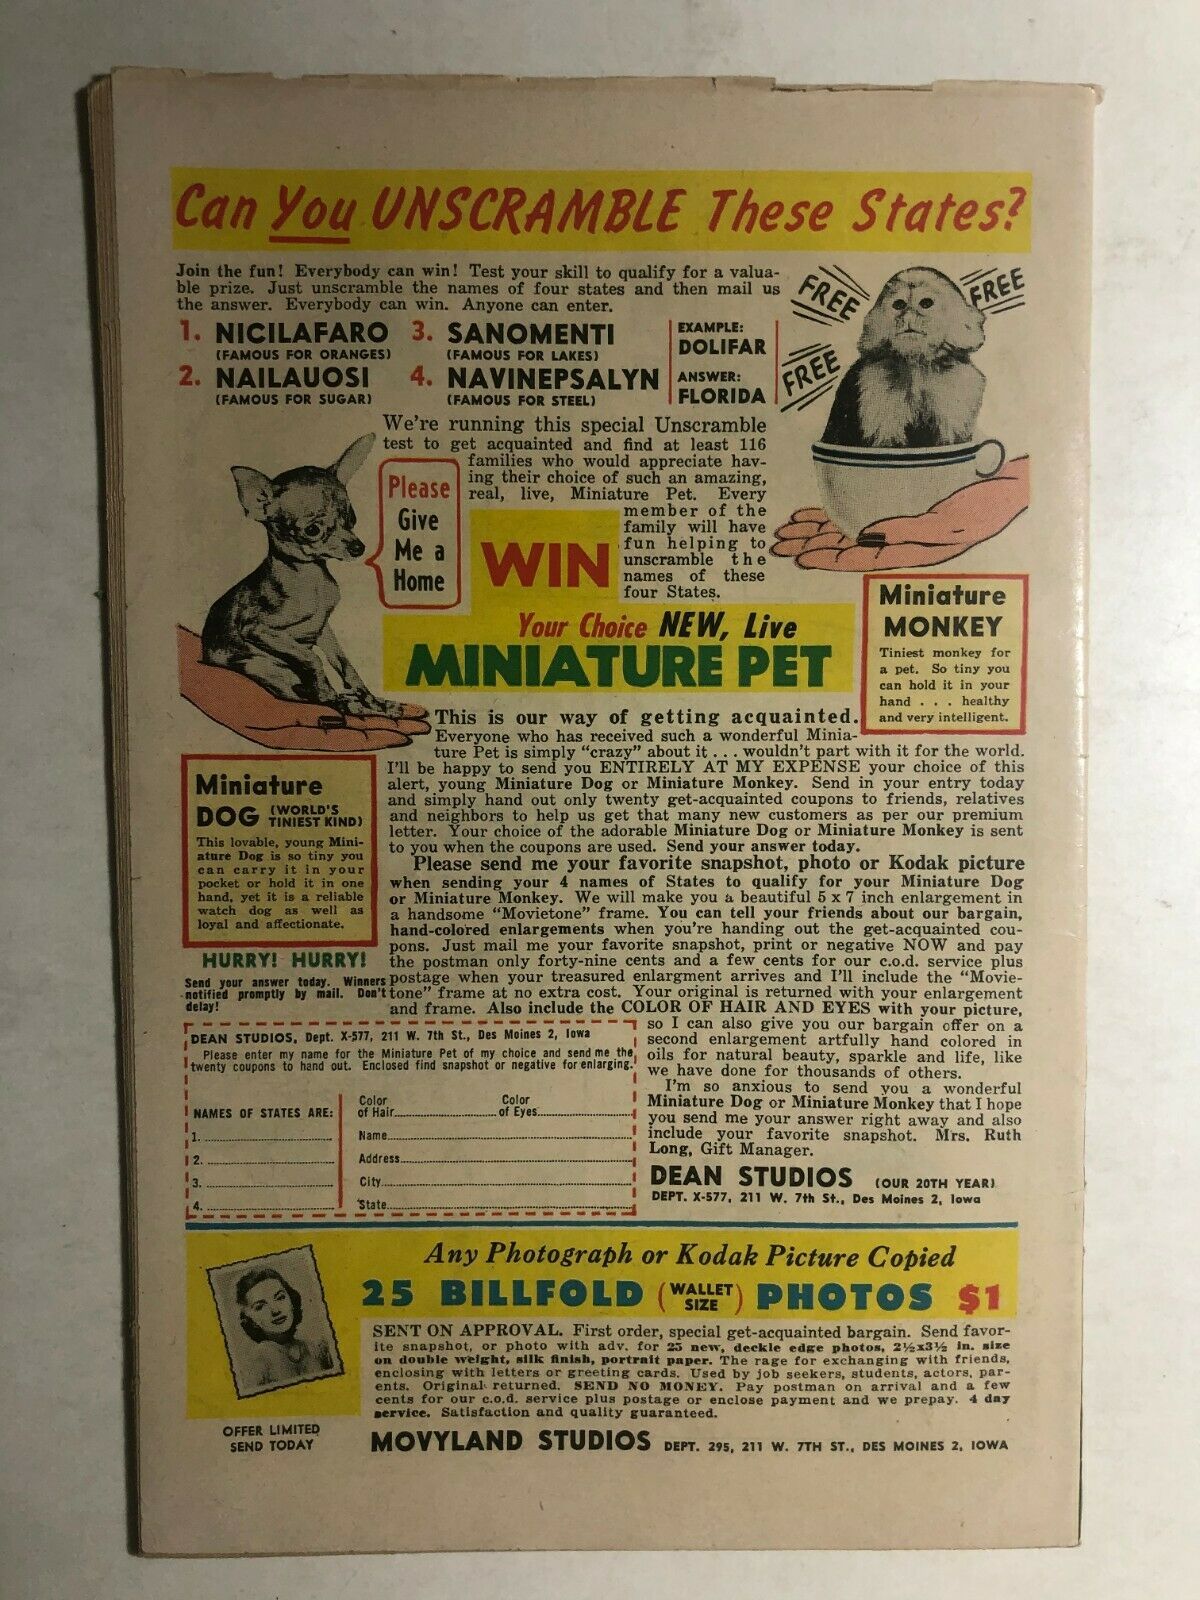 Can You UNSCRAMBLE These States?
Join the fun! Everybody can win! Test your skill to qualify for a valua-
ble prize. Just unscramble the names of four states and then mail us
the answer. Everybody can win. Anyone can enter.
1. NICILAFARO
(FAMOUS FOR ORANGES)
2. NAILAUOSI
(FAMOUS FOR SUGAR)
3. SANOMENTI
(FAMOUS FOR LAKES)
4. NAVINEPSALYN
(FAMOUS FOR STEEL)
EXAMPLE:
DOLIFAR
ANSWER:
FLORIDA
FREE
FREE
FREE
We're running this special Unscramble
test to get acquainted and find at least 116
families who would appreciate hav-
ing their choice of such an amazing,
real, live, Miniature Pet. Every
member of the
family will have
fun helping to
unscramble the
names of these
four States.
Please
Give
Me a
Home
WIN
Your Choice NEW, Live
MINIATURE PET
Miniature
MONKEY
Tiniest monkey for
a pet. So tiny you
can hold it in your
hand . . . healthy
and very intelligent.
This is our way of getting acquainted.
Everyone who has received such a wonderful Minia-
ture Pet is simply "crazy" about it . . . wouldn't part with it for the world.
I'll be happy to send you ENTIRELY AT MY EXPENSE your choice of this
alert, young Miniature Dog or Miniature Monkey. Send in your entry today
and simply hand out only twenty get-acquainted coupons to friends, relatives
and neighbors to help us get that many new customers as per our premium
letter. Your choice of the adorable Miniature Dog or Miniature Monkey is sent
to you when the coupons are used. Send your answer today.
Please send me your favorite snapshot, photo or Kodak picture
when sending your 4 names of States to qualify for your Miniature Dog
or Miniature Monkey. We will make you a beautiful 5 x 7 inch enlargement in
a handsome "Movietone" frame. You can tell your friends about our bargain,
hand-colored enlargements when you're handing out the get-acquainted cou-
pons. Just mail me your favorite snapshot, print or negative NOW and pay
the postman only forty-nine cents and a few cents for our c.o.d. service plus
postage when your treasured enlargment arrives and I'll include the "Movie-
tone" frame at no extra cost. Your original is returned with your enlargement
and frame. Also include the COLOR OF HAIR AND EYES with your picture,
so I can also give you our bargain offer on a
second enlargement artfully hand colored in
oils for natural beauty, sparkle and life, like
we have done for thousands of others.
I'm so anxious to send you a wonderful
Miniature Dog or Miniature Monkey that I hope
you send me your answer right away and also
include your favorite snapshot. Mrs. Ruth
Long, Gift Manager.
DEAN STUDIOS (OUR 20TH YEAR)
DEPT. X-577, 211 W. 7th St., Des Moines 2, Iowa
Miniature
DOG (WORLD'S TINIEST KIND)
This lovable, young Mini-
ature Dog is so tiny you
can carry it in your
pocket or hold it in one
hand, yet it is a reliable
watch dog as well as
loyal and affectionate.
HURRY! HURRY!
Send your answer today. Winners
notified promptly by mail. Don't
delay!
DEAN STUDIOS, Dept. X-577, 211 W. 7th St., Des Moines 2, Iowa
Please enter my name for the Miniature Pet of my choice and send me the
twenty coupons to hand out. Enclosed find snapshot or negative for enlarging.
NAMES OF STATES ARE:
1.
2.
3.
4.
Color of Hair
Color of Eyes
Name
Address
City
State
Any Photograph or Kodak Picture Copied
25 BILLFOLD (WALLET SIZE) PHOTOS $1
SENT ON APPROVAL. First order, special get-acquainted bargain. Send favor-
ite snapshot, or photo with adv. for 25 new, deckle edge photos, 2½x3½ in. size
on double weight, silk finish, portrait paper. The rage for exchanging with friends,
enclosing with letters or greeting cards. Used by job seekers, students, actors, par-
ents. Original returned. SEND NO MONEY. Pay postman on arrival and a few
cents for our c.o.d. service plus postage or enclose payment and we prepay. 4 day
service. Satisfaction and quality guaranteed.
OFFER LIMITED
SEND TODAY
MOVYLAND STUDIOS DEPT. 295, 211 W. 7TH ST., DES MOINES 2, IOWA